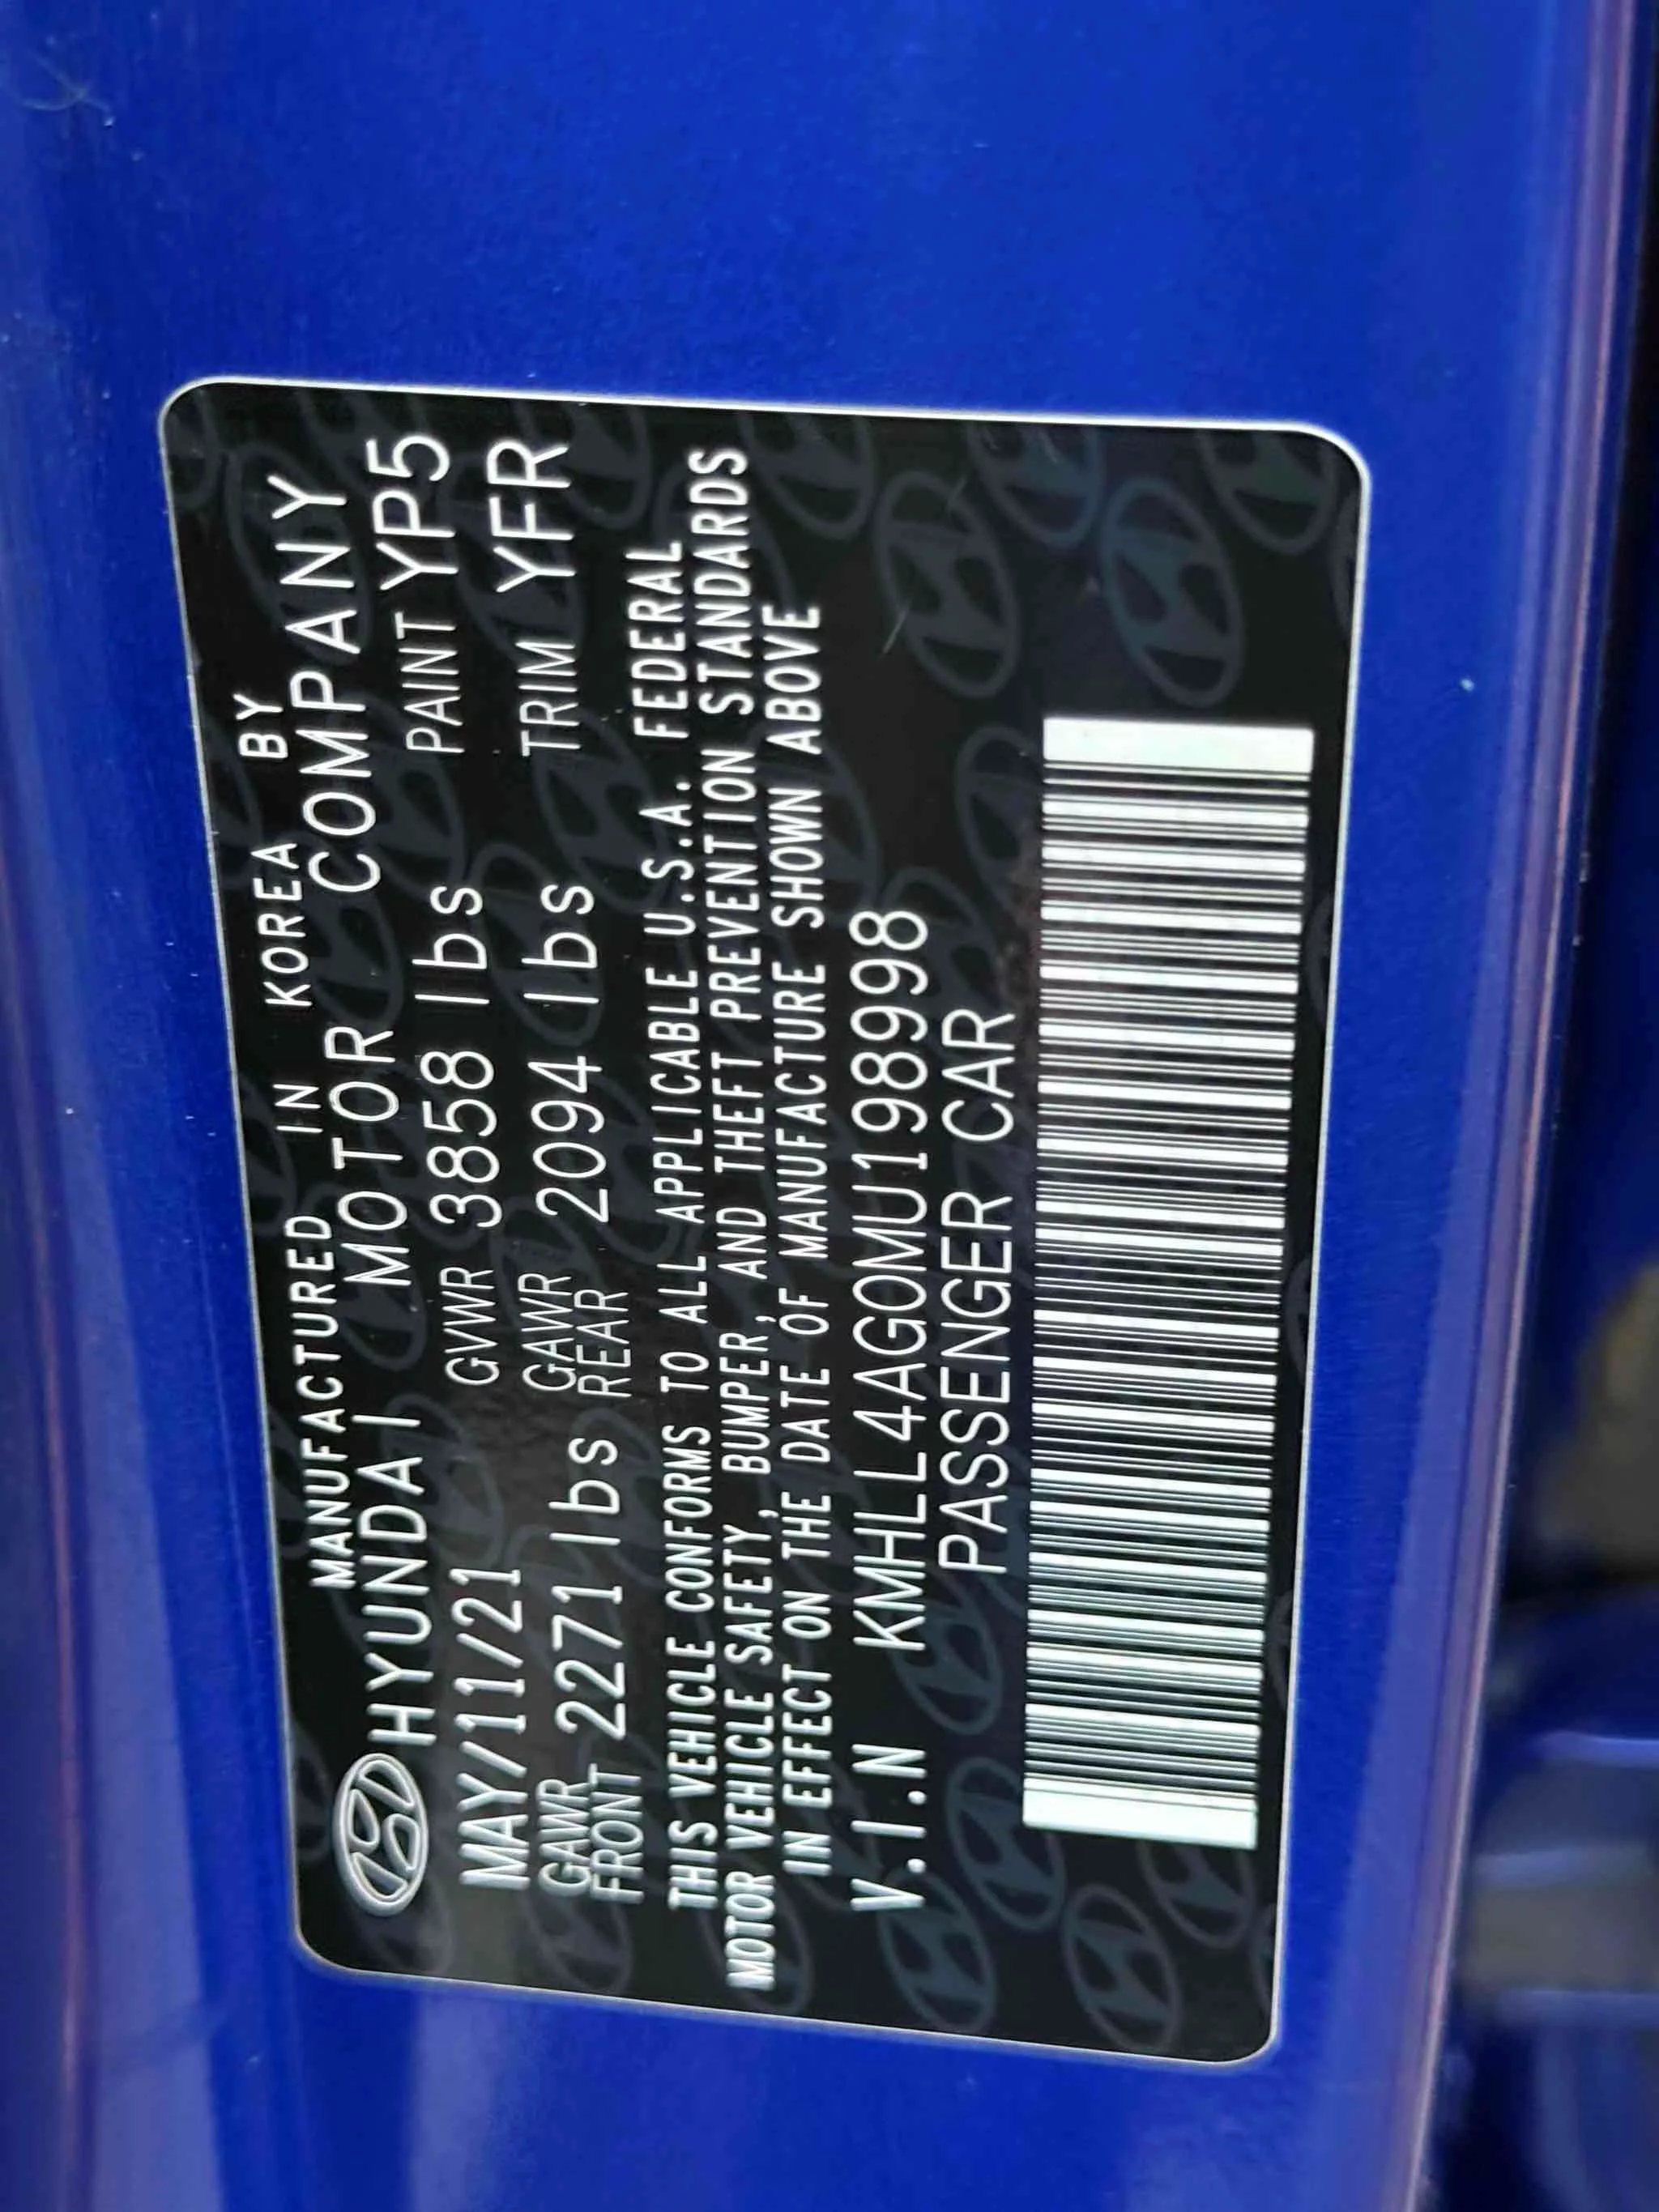 MANUFACTURED IN KOREA BY
HYUNDAI MOTOR COMPANY
MAY/11/21 GVWR 3858 lbs PAINT YP5
GAWR FRONT 2271 lbs GAWR REAR 2094 lbs TRIM YFR
THIS VEHICLE CONFORMS TO ALL APPLICABLE U.S.A. FEDERAL
MOTOR VEHICLE SAFETY, BUMPER, AND THEFT PREVENTION STANDARDS
IN EFFECT ON THE DATE OF MANUFACTURE SHOWN ABOVE
V.I.N KMHLL4AG0MU198998
PASSENGER CAR